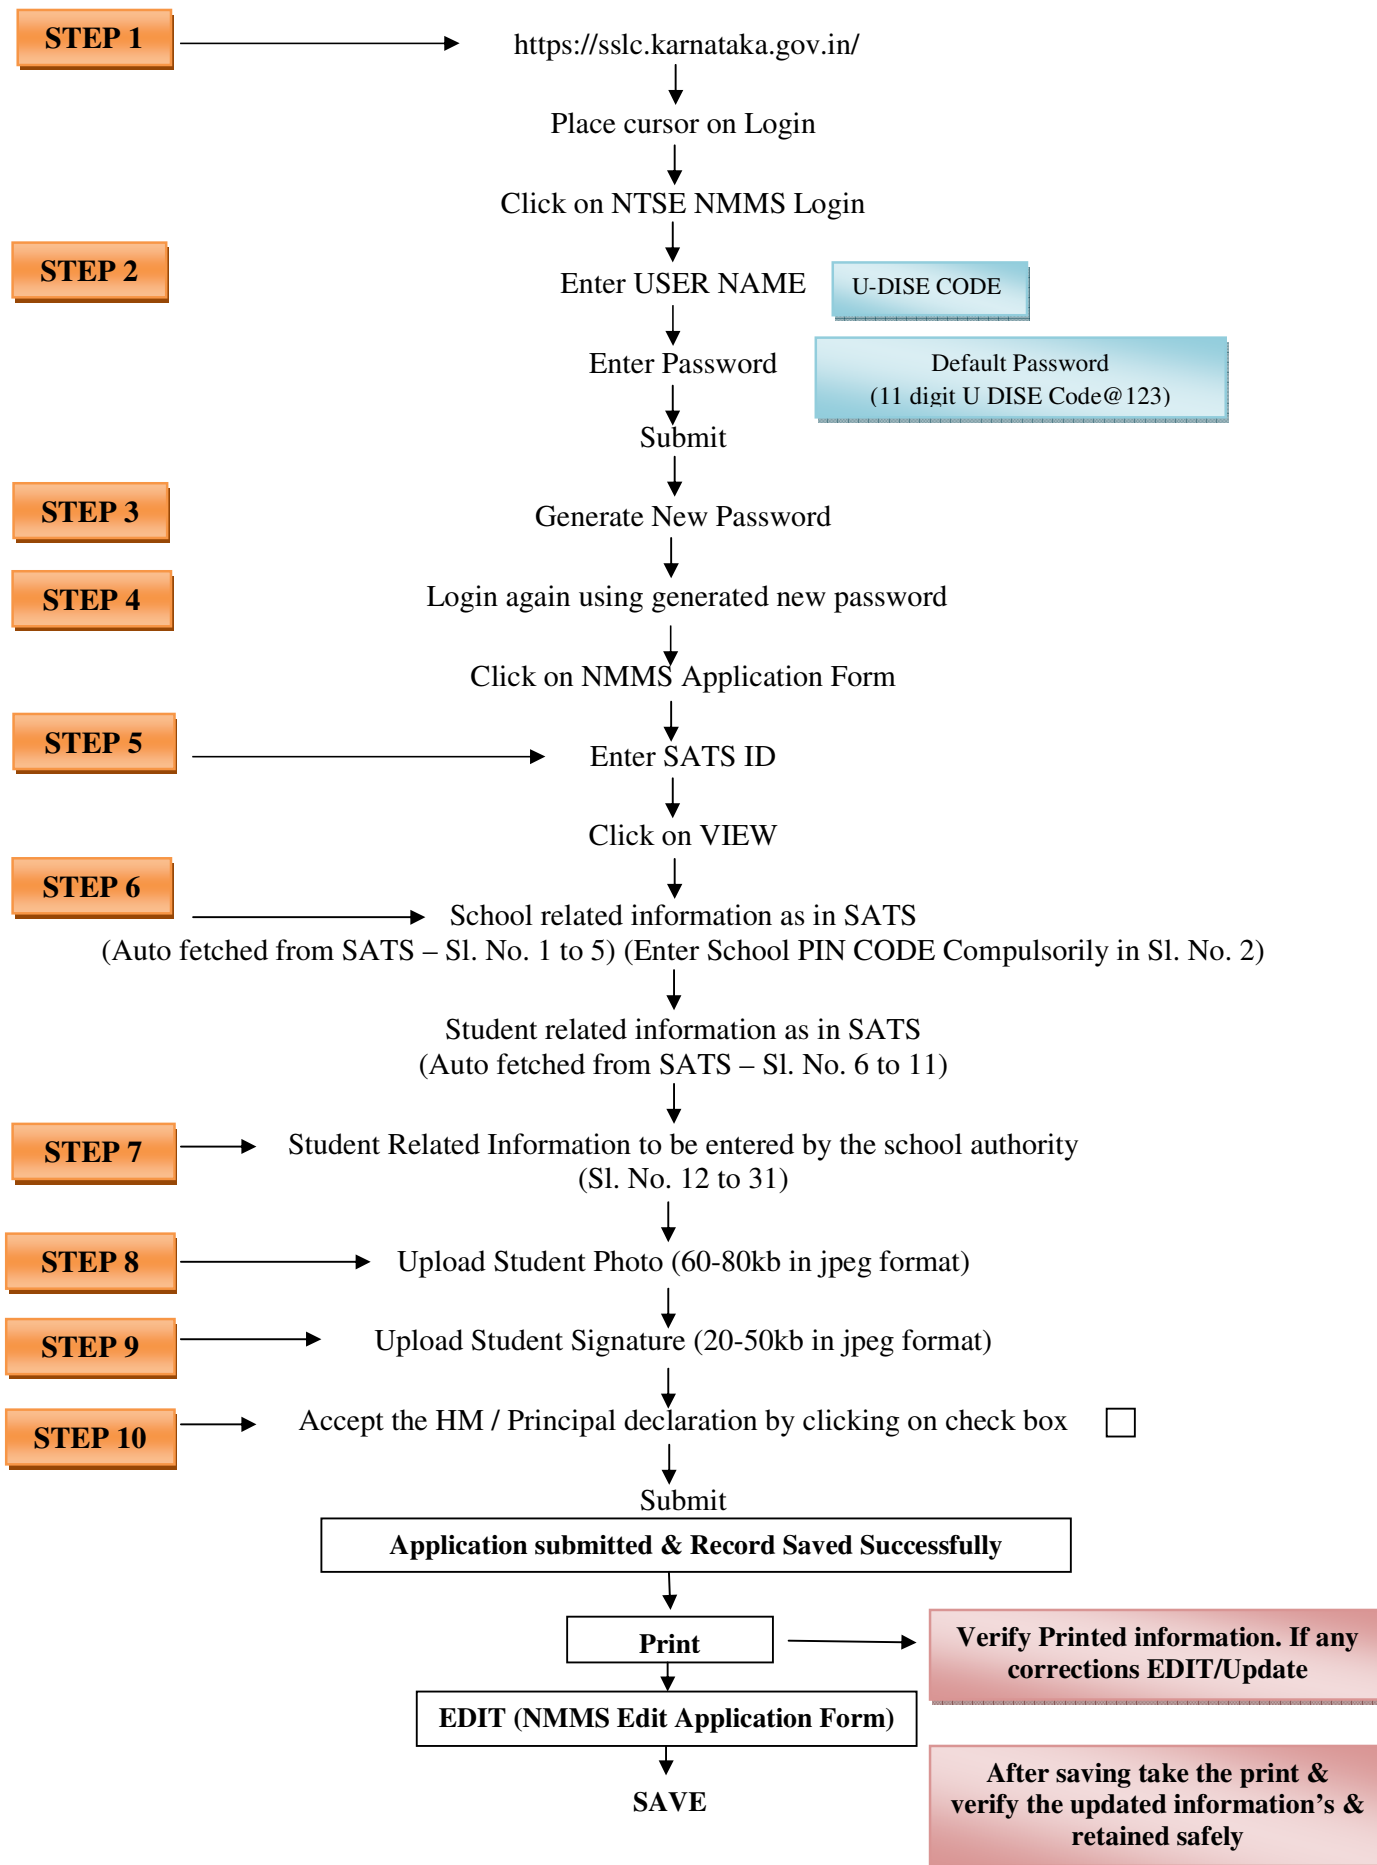 STEP 1
https://sslc.karnataka.gov.in/
Place cursor on Login
Click on NTSE NMMS Login
STEP 2
Enter USER NAME
U-DISE CODE
Enter Password
Default Password
(11 digit U DISE Code@123)
Submit
STEP 3
Generate New Password
STEP 4
Login again using generated new password
Click on NMMS Application Form
STEP 5
Enter SATS ID
Click on VIEW
STEP 6
School related information as in SATS
(Auto fetched from SATS – Sl. No. 1 to 5) (Enter School PIN CODE Compulsorily in Sl. No. 2)
Student related information as in SATS
(Auto fetched from SATS – Sl. No. 6 to 11)
STEP 7
Student Related Information to be entered by the school authority
(Sl. No. 12 to 31)
STEP 8
Upload Student Photo (60-80kb in jpeg format)
STEP 9
Upload Student Signature (20-50kb in jpeg format)
STEP 10
Accept the HM / Principal declaration by clicking on check box
Submit
Application submitted & Record Saved Successfully
Print
Verify Printed information. If any
corrections EDIT/Update
EDIT (NMMS Edit Application Form)
SAVE
After saving take the print &
verify the updated information’s &
retained safely